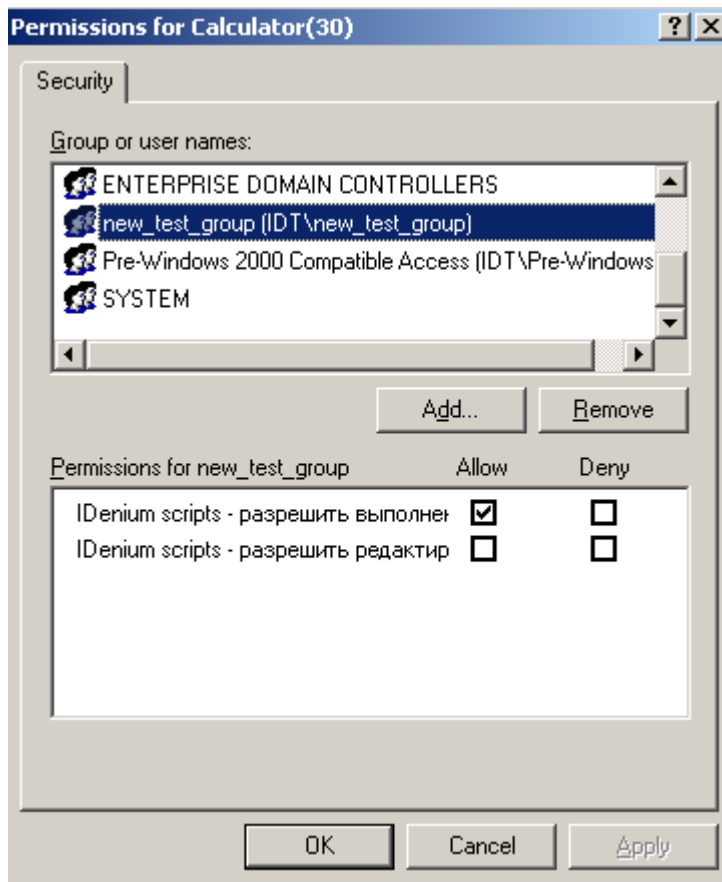 Permissions for Calculator(30)
Security
Group or user names:
ENTERPRISE DOMAIN CONTROLLERS
new_test_group (IDT\new_test_group)
Pre-Windows 2000 Compatible Access (IDT\Pre-Windows
SYSTEM
Add... Remove
Permissions for new_test_group Allow Deny
IDenium scripts - разрешить выполнен
IDenium scripts - разрешить редактир
OK Cancel Apply